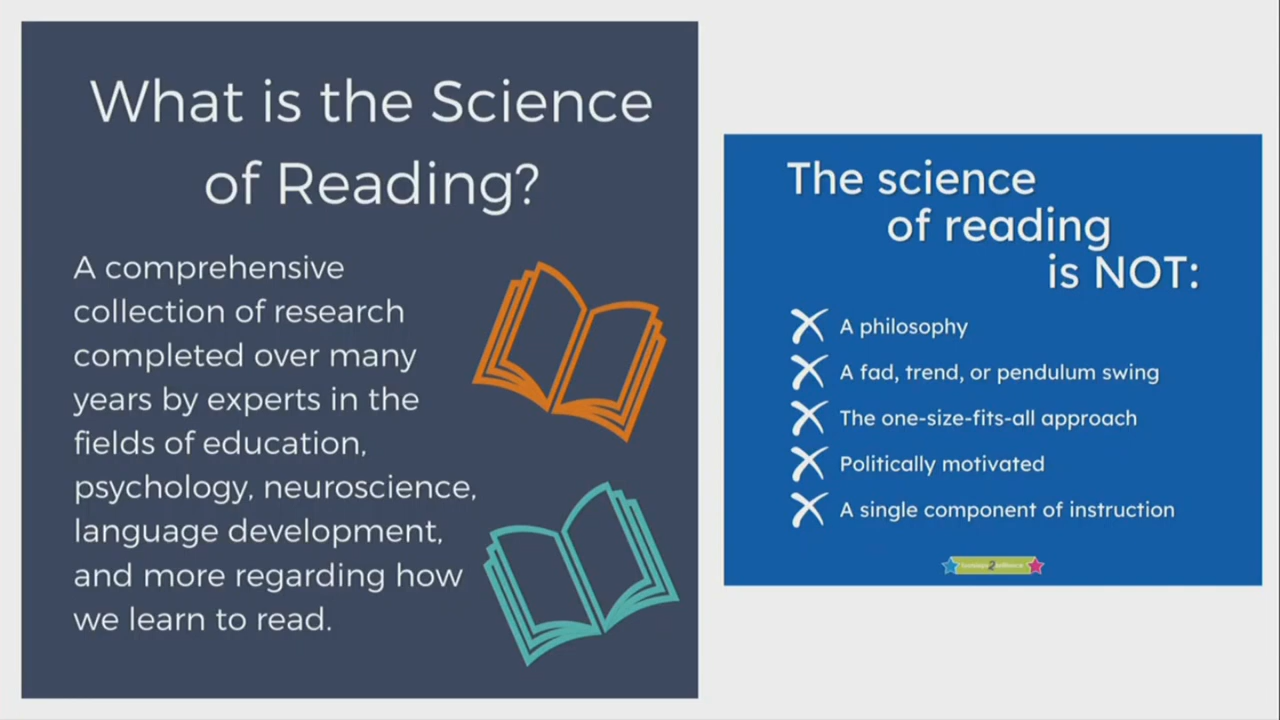 What is the Science
of Reading?
A comprehensive
collection of research
completed over many
years by experts in the
fields of education,
psychology, neuroscience,
language development,
and more regarding how
we learn to read.
The science
of reading
is NOT:
A philosophy
A fad, trend, or pendulum swing
The one-size-fits-all approach
Politically motivated
A single component of instruction